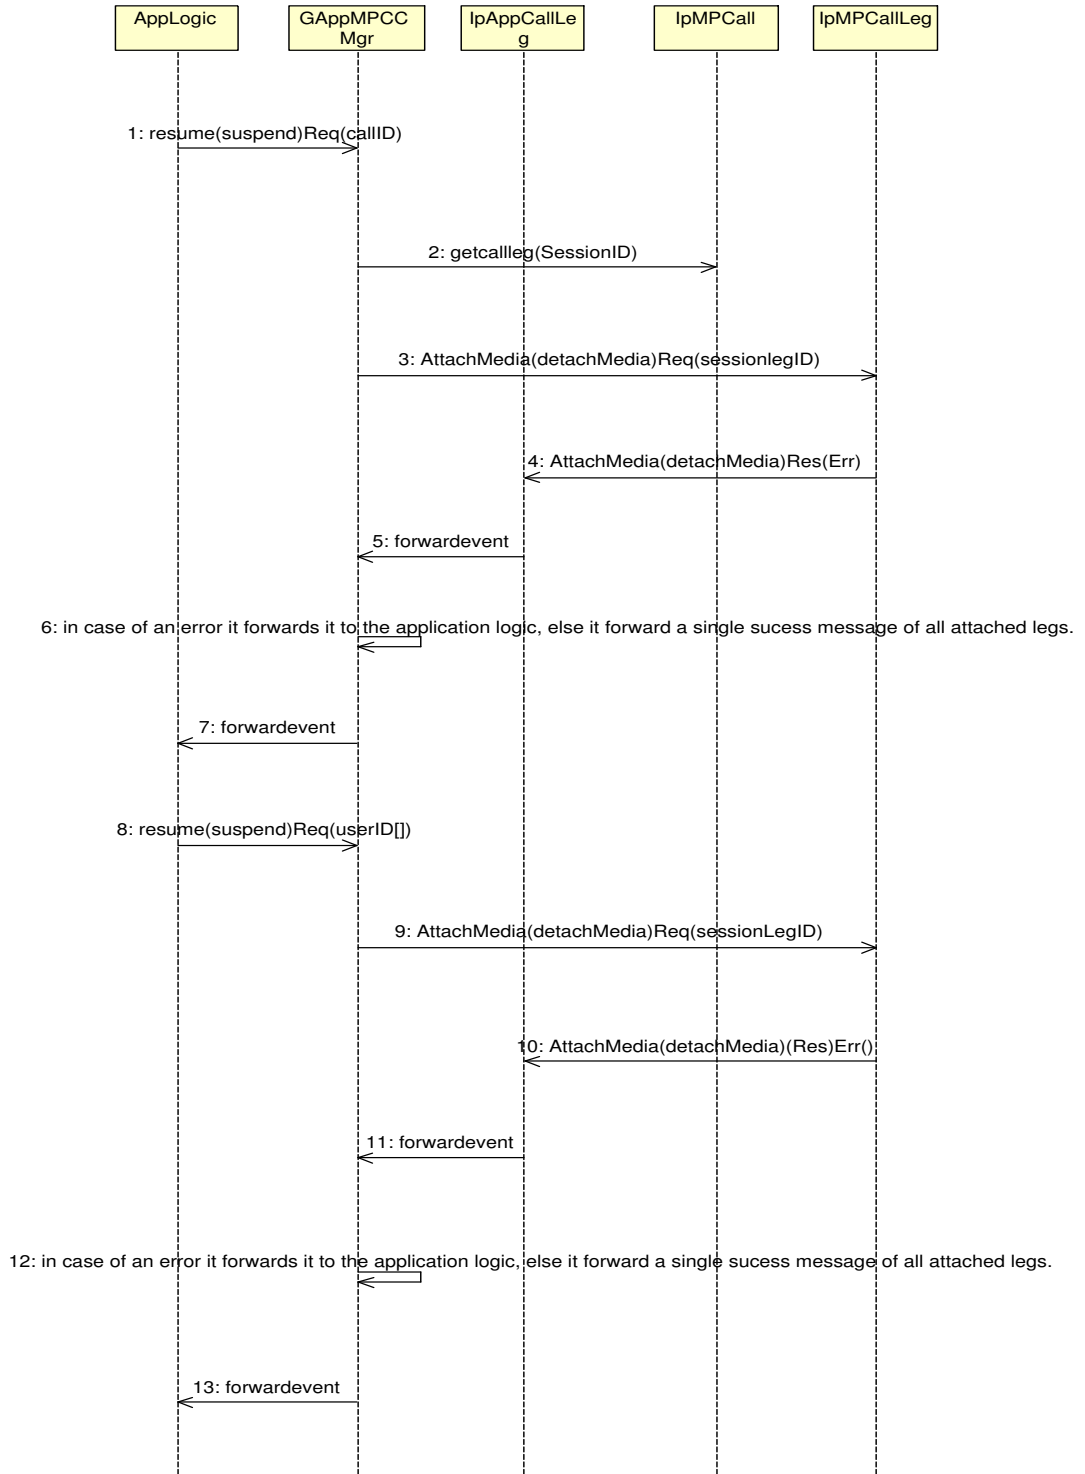 AppLogic
GAppMPCC
Mgr
IpAppCallLe
g
IpMPCall
IpMPCallLeg
1: resume(suspend)Req(callID)
2: getcallleg(SessionID)
3: AttachMedia(detachMedia)Req(sessionlegID)
4: AttachMedia(detachMedia)Res(Err)
5: forwardevent
6: in case of an error it forwards it to the application logic, else it forward a single sucess message of all attached legs.
7: forwardevent
8: resume(suspend)Req(userID[])
9: AttachMedia(detachMedia)Req(sessionLegID)
10: AttachMedia(detachMedia)(Res)Err()
11: forwardevent
12: in case of an error it forwards it to the application logic, else it forward a single sucess message of all attached legs.
13: forwardevent